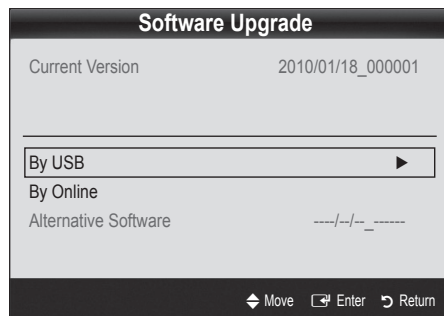 Software Upgrade
Current Version 2010/01/18_000001
By USB ▶
By Online
Alternative Software ----/--/--_------
Move Enter Return